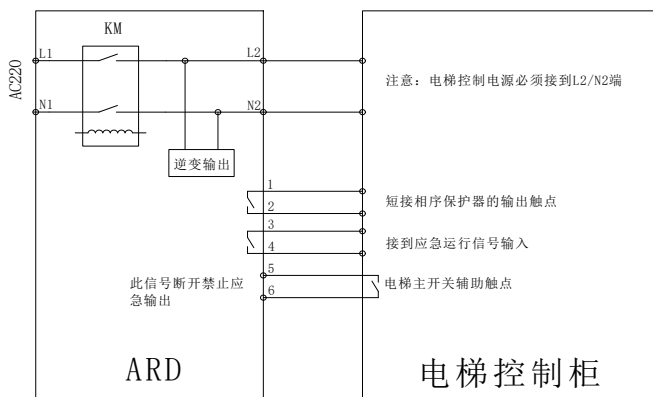 KM
L1
L2
AC220
N1
N2
注意：电梯控制电源必须接到L2/N2端
逆变输出
1
2
短接相序保护器的输出触点
3
4
接到应急运行信号输入
5
6
此信号断开禁止应
急输出
电梯主开关辅助触点
ARD
电梯控制柜